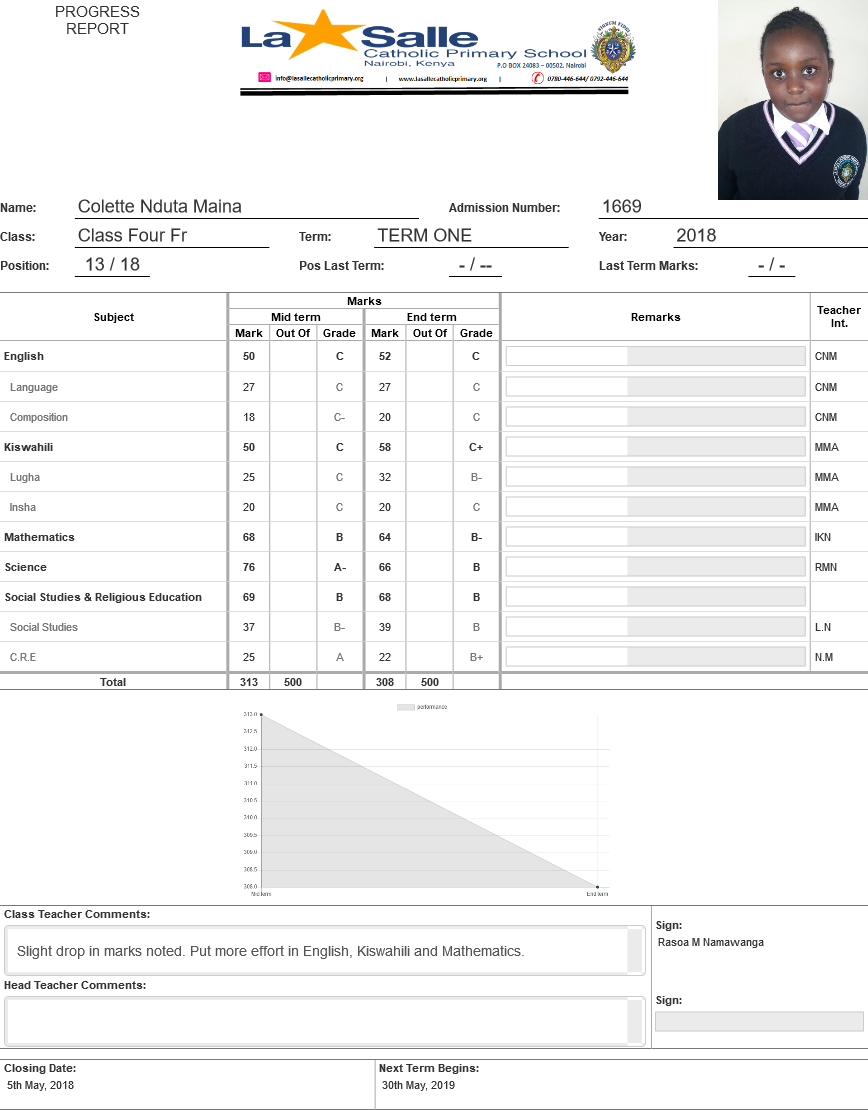 PROGRESS
REPORT
La Salle
Catholic Primary School
Nairobi, Kenya
P.O BOX 24083 – 00502, Nairobi
info@lasallecatholicprimary.org | www.lasallecatholicprimary.org | 0780-446-644/ 0792-446-644
Name: Colette Nduta Maina Admission Number: 1669
Class: Class Four Fr Term: TERM ONE Year: 2018
Position: 13 / 18 Pos Last Term: - / -- Last Term Marks: - / -
Subject Marks Remarks Teacher Int.
Mid term End term
Mark Out Of Grade Mark Out Of Grade
English 50 C 52 C CNM
Language 27 C 27 C CNM
Composition 18 C- 20 C CNM
Kiswahili 50 C 58 C+ MMA
Lugha 25 C 32 B- MMA
Insha 20 C 20 C MMA
Mathematics 68 B 64 B- IKN
Science 76 A- 66 B RMN
Social Studies & Religious Education 69 B 68 B
Social Studies 37 B- 39 B L.N
C.R.E 25 A 22 B+ N.M
Total 313 500 308 500
performance
313.0
312.5
312.0
311.5
311.0
310.5
310.0
309.5
309.0
308.5
308.0
Mid term End term
Class Teacher Comments:
Slight drop in marks noted. Put more effort in English, Kiswahili and Mathematics.
Sign:
Rasoa M Namawanga
Head Teacher Comments:
Sign:
Closing Date: Next Term Begins:
5th May, 2018 30th May, 2019